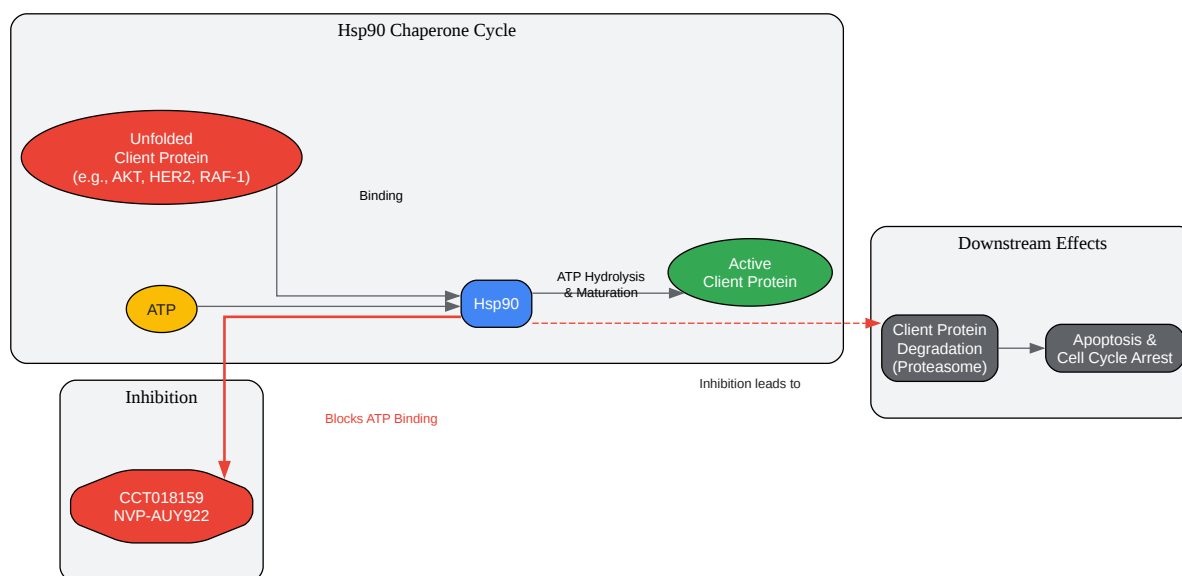 Hsp90 Chaperone Cycle
Unfolded
Client Protein
(e.g., AKT, HER2, RAF-1)
Binding
ATP
Hsp90
ATP Hydrolysis
& Maturation
Active
Client Protein
Downstream Effects
Client Protein
Degradation
(Proteasome)
Apoptosis &
Cell Cycle Arrest
Inhibition leads to
Inhibition
Blocks ATP Binding
CCT018159
NVP-AUY922